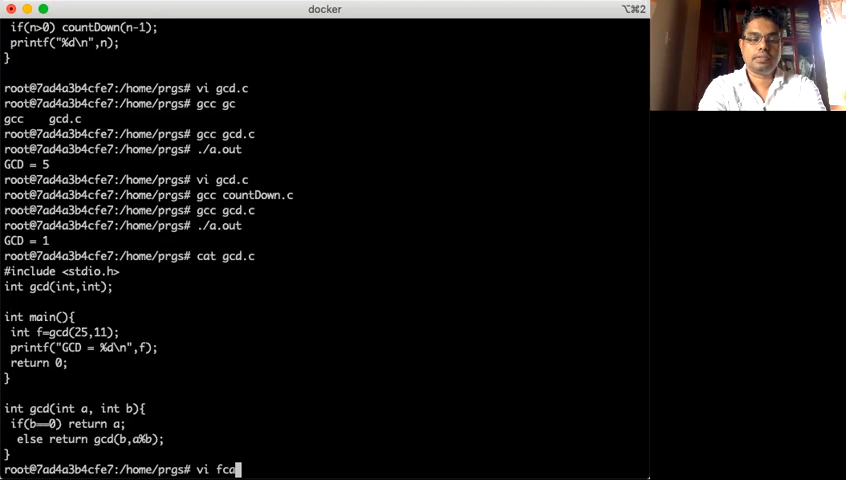 docker
⌥⌘2
if(n>0) countDown(n-1);
printf("%d\n",n);
}
root@7ad4a3b4cfe7:/home/prgs# vi gcd.c
root@7ad4a3b4cfe7:/home/prgs# gcc gc
gcc    gcd.c
root@7ad4a3b4cfe7:/home/prgs# gcc gcd.c
root@7ad4a3b4cfe7:/home/prgs# ./a.out
GCD = 5
root@7ad4a3b4cfe7:/home/prgs# vi gcd.c
root@7ad4a3b4cfe7:/home/prgs# gcc countDown.c
root@7ad4a3b4cfe7:/home/prgs# gcc gcd.c
root@7ad4a3b4cfe7:/home/prgs# ./a.out
GCD = 1
root@7ad4a3b4cfe7:/home/prgs# cat gcd.c
#include <stdio.h>
int gcd(int,int);
int main(){
int f=gcd(25,11);
printf("GCD = %d\n",f);
return 0;
}
int gcd(int a, int b){
if(b==0) return a;
else return gcd(b,a%b);
}
root@7ad4a3b4cfe7:/home/prgs# vi fca